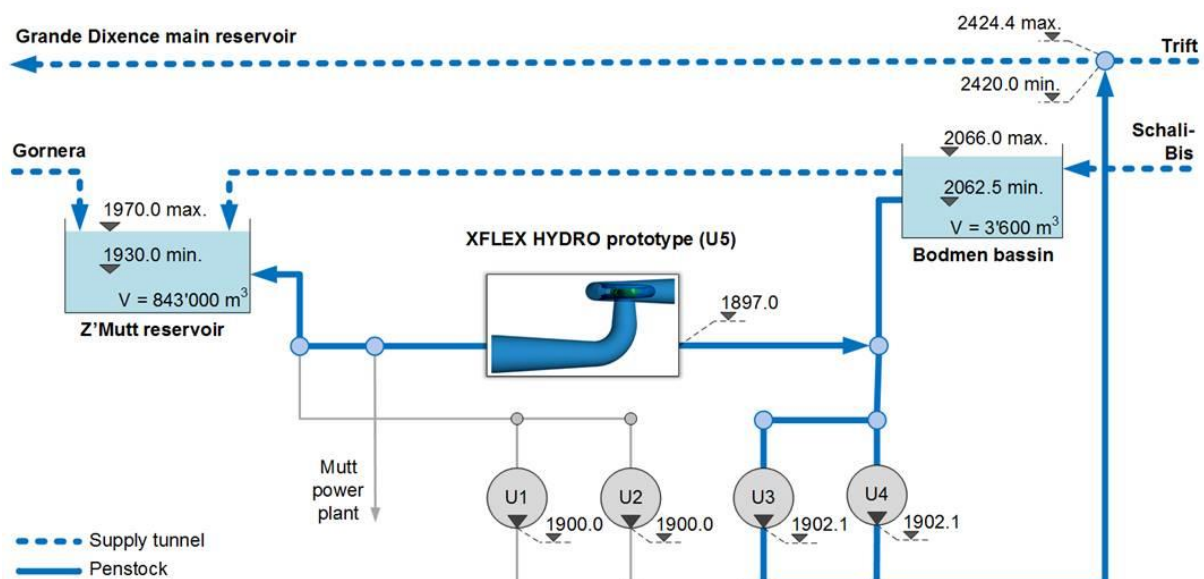 2424.4 max.
Grande Dixence main reservoir
Trift
2420.0 min.
2066.0 max.
Schali-
Bis
Gornera
2062.5 min.
1970.0 max.
XFLEX HYDRO prototype (U5)
V = 3'600 m³
1930.0 min.
Bodmen bassin
V = 843'000 m³
1897.0
Z'Mutt reservoir
Mutt
power
plant
U1
U2
U3
U4
1900.0
1900.0
1902.1
1902.1
Supply tunnel
Penstock